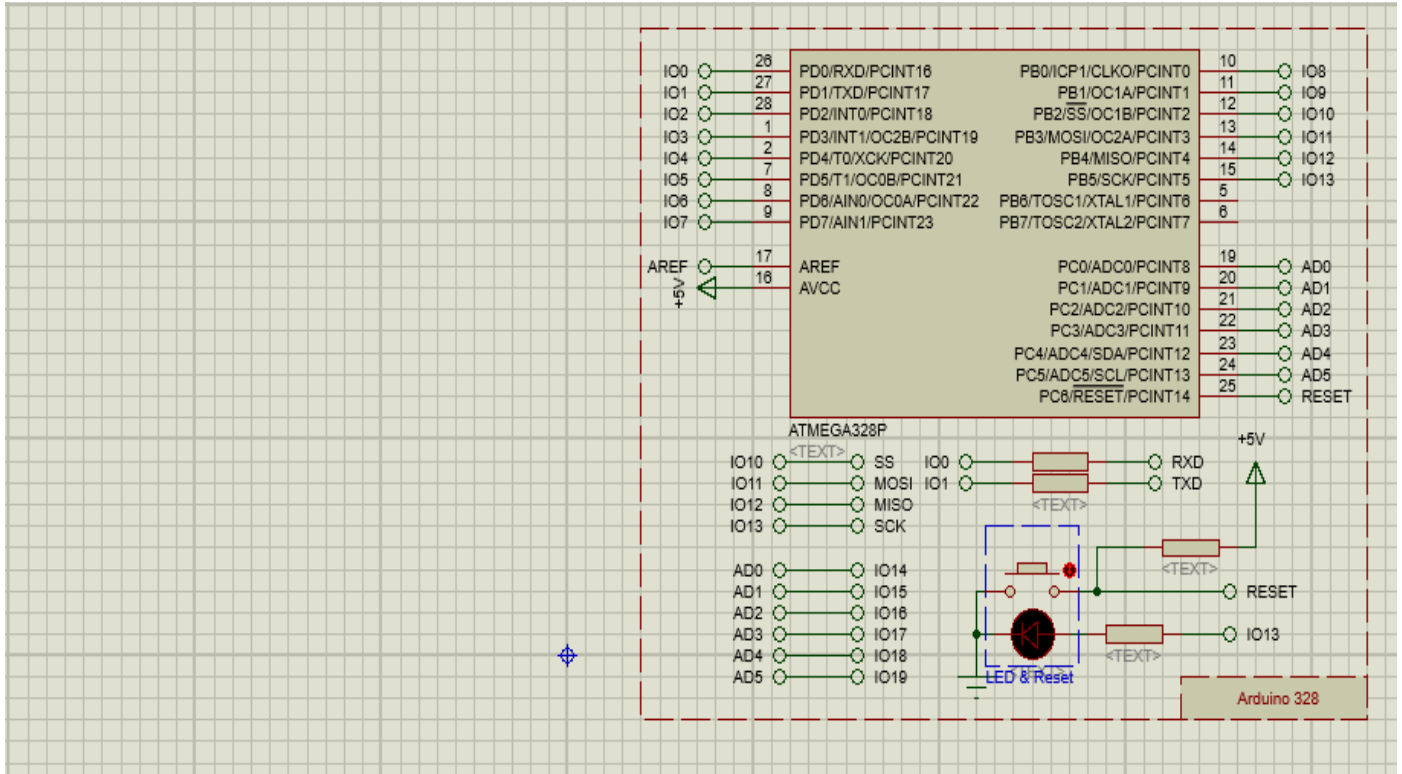 IO0 26 PD0/RXD/PCINT16 PB0/ICP1/CLKO/PCINT0 10 IO8
IO1 27 PD1/TXD/PCINT17 PB1/OC1A/PCINT1 11 IO9
IO2 28 PD2/INT0/PCINT18 PB2/SS/OC1B/PCINT2 12 IO10
IO3 1 PD3/INT1/OC2B/PCINT19 PB3/MOSI/OC2A/PCINT3 13 IO11
IO4 2 PD4/T0/XCK/PCINT20 PB4/MISO/PCINT4 14 IO12
IO5 7 PD5/T1/OC0B/PCINT21 PB5/SCK/PCINT5 15 IO13
IO6 8 PD6/AIN0/OC0A/PCINT22 PB6/TOSC1/XTAL1/PCINT6 5
IO7 9 PD7/AIN1/PCINT23 PB7/TOSC2/XTAL2/PCINT7 6
AREF 17 AREF PC0/ADC0/PCINT8 19 AD0
+5V 16 AVCC PC1/ADC1/PCINT9 20 AD1
PC2/ADC2/PCINT10 21 AD2
PC3/ADC3/PCINT11 22 AD3
PC4/ADC4/SDA/PCINT12 23 AD4
PC5/ADC5/SCL/PCINT13 24 AD5
PC6/RESET/PCINT14 25 RESET
ATMEGA328P
<TEXT>
+5V
IO10 SS IO0 RXD
IO11 MOSI IO1 TXD
IO12 MISO <TEXT>
IO13 SCK
AD0 IO14 <TEXT>
AD1 IO15 RESET
AD2 IO16
AD3 IO17 IO13
AD4 IO18 <TEXT>
AD5 IO19 LED & Reset
Arduino 328